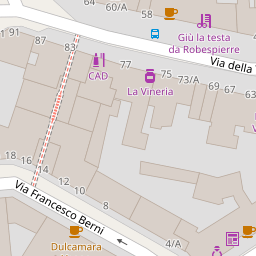 64
60/A
58
91
87
83
Giù la testa
da Robespierre
77
CAD
75
73/A
69
67
63
Via della
La Vineria
18
16
14
12
10
8
Via Francesco Berni
Dulcamara
4/A